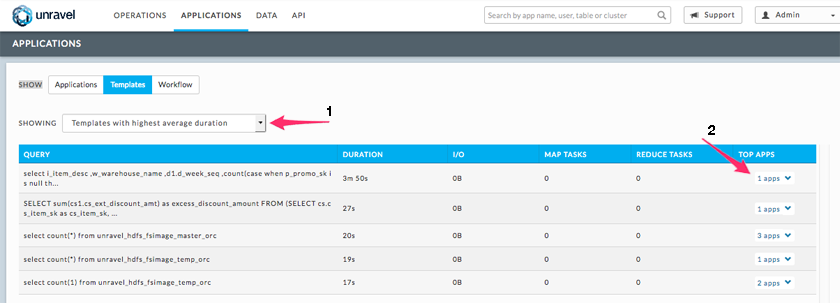 unravel OPERATIONS APPLICATIONS DATA API Search by app name, user, table or cluster Support Admin
APPLICATIONS
SHOW Applications Templates Workflow
1
SHOWING Templates with highest average duration
2
QUERY DURATION I/O MAP TASKS REDUCE TASKS TOP APPS
select i_item_desc ,w_warehouse_name ,d1.d_week_seq ,count(case when p_promo_sk i
s null th... 3m 50s 0B 0 0 1 apps
SELECT sum(cs1.cs_ext_discount_amt) as excess_discount_amount FROM (SELECT cs.c
s_item_sk as cs_item_sk, ... 27s 0B 0 0 1 apps
select count(*) from unravel_hdfs_fsimage_master_orc 20s 0B 0 0 3 apps
select count(*) from unravel_hdfs_fsimage_temp_orc 19s 0B 0 0 1 apps
select count(1) from unravel_hdfs_fsimage_temp_orc 17s 0B 0 0 2 apps